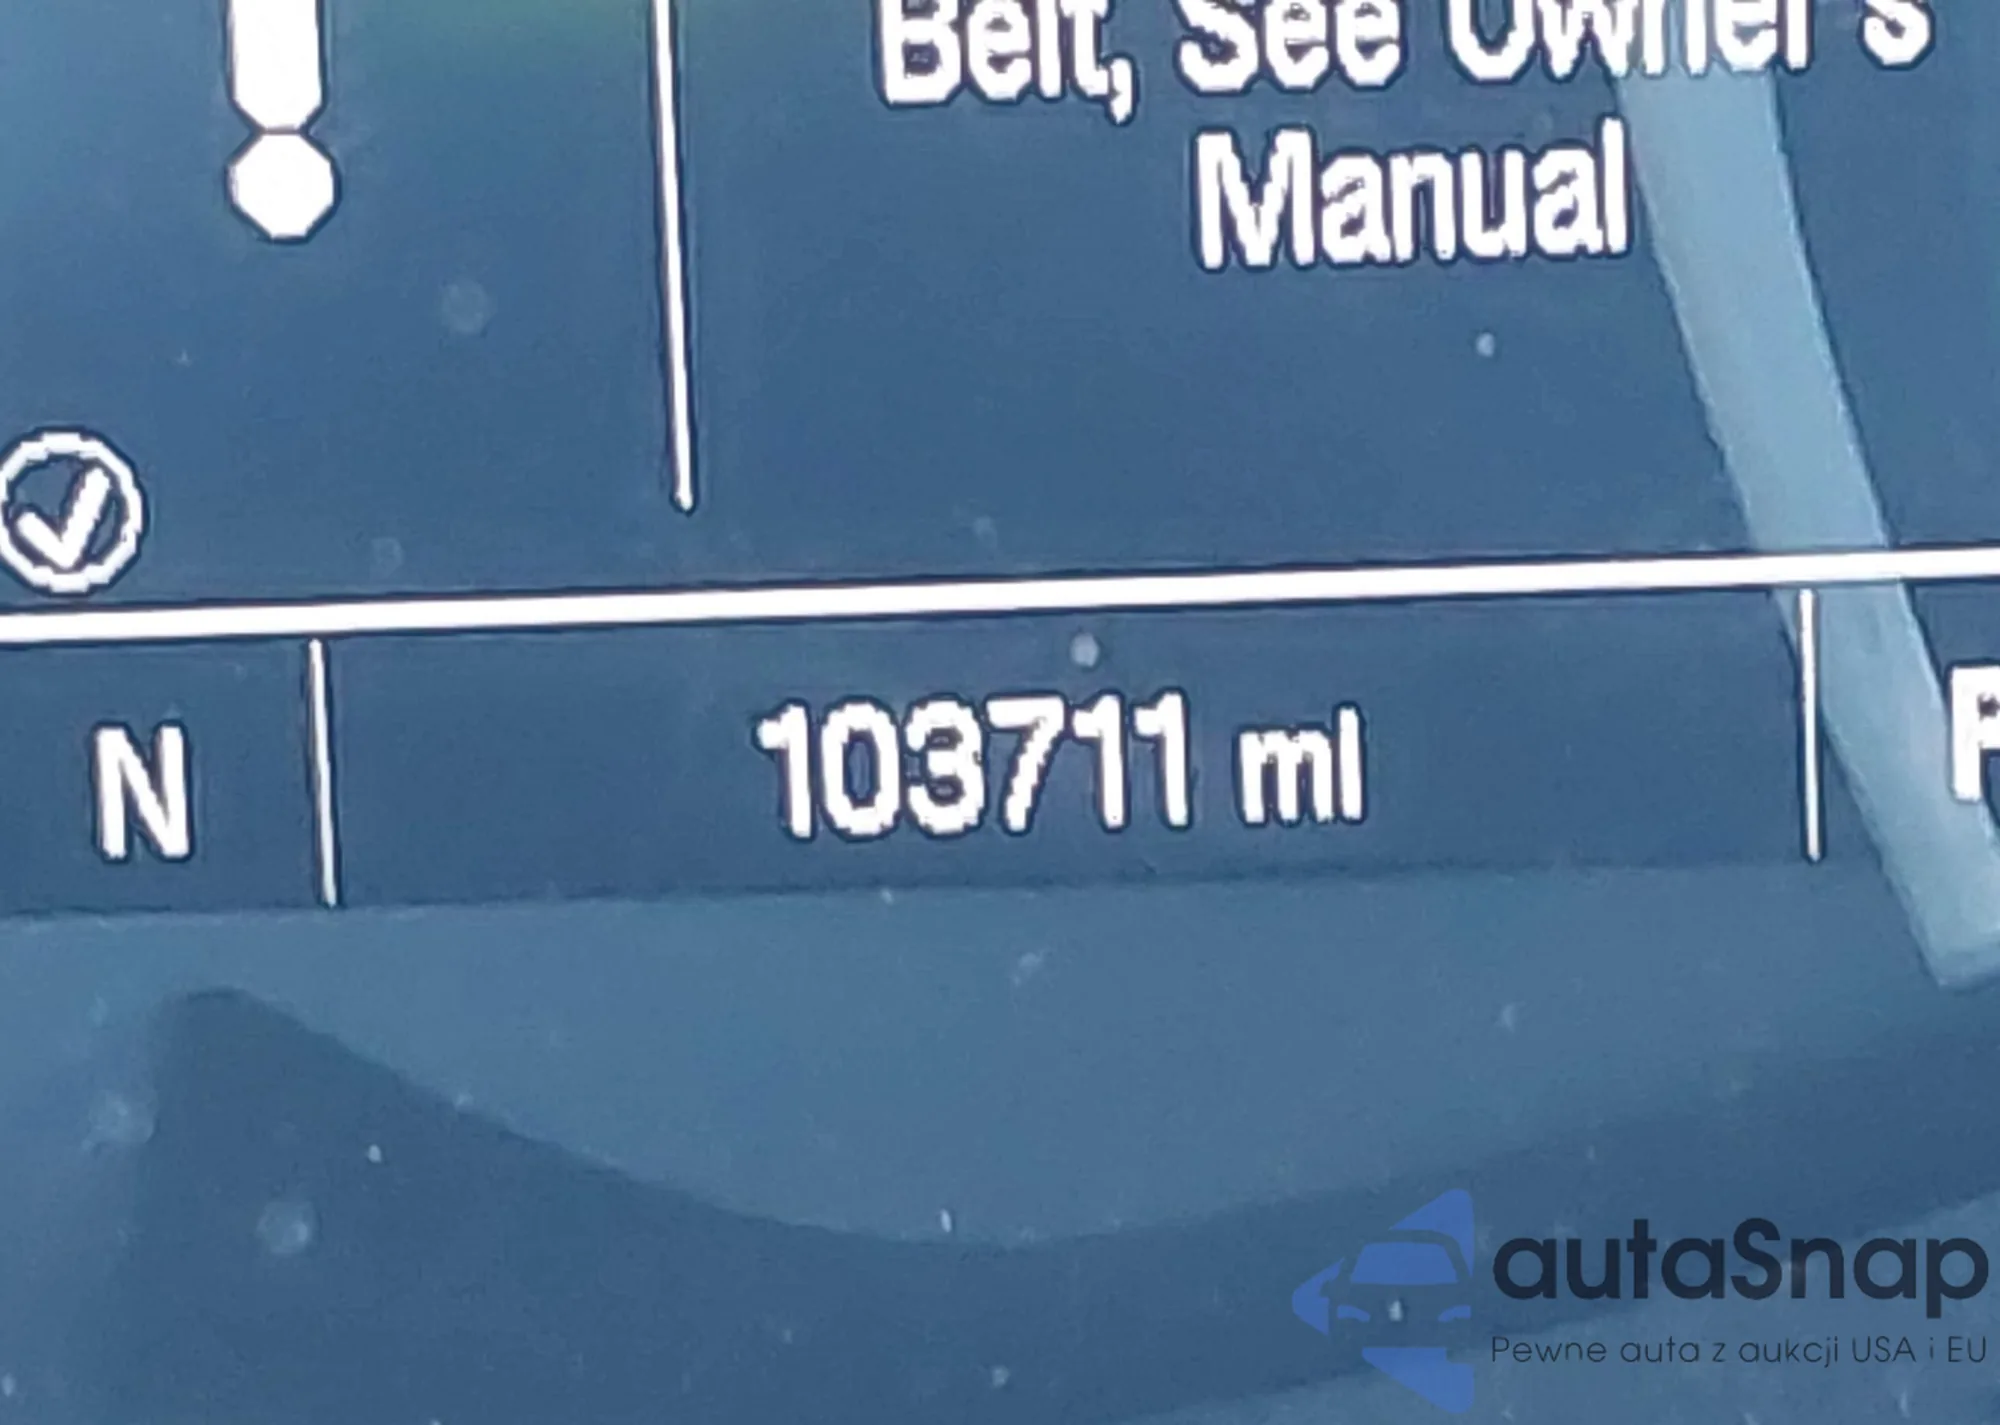 Belt, See Owner's
Manual
N
103711 mi
autaSnap
Pewne auta z aukcji USA i EU